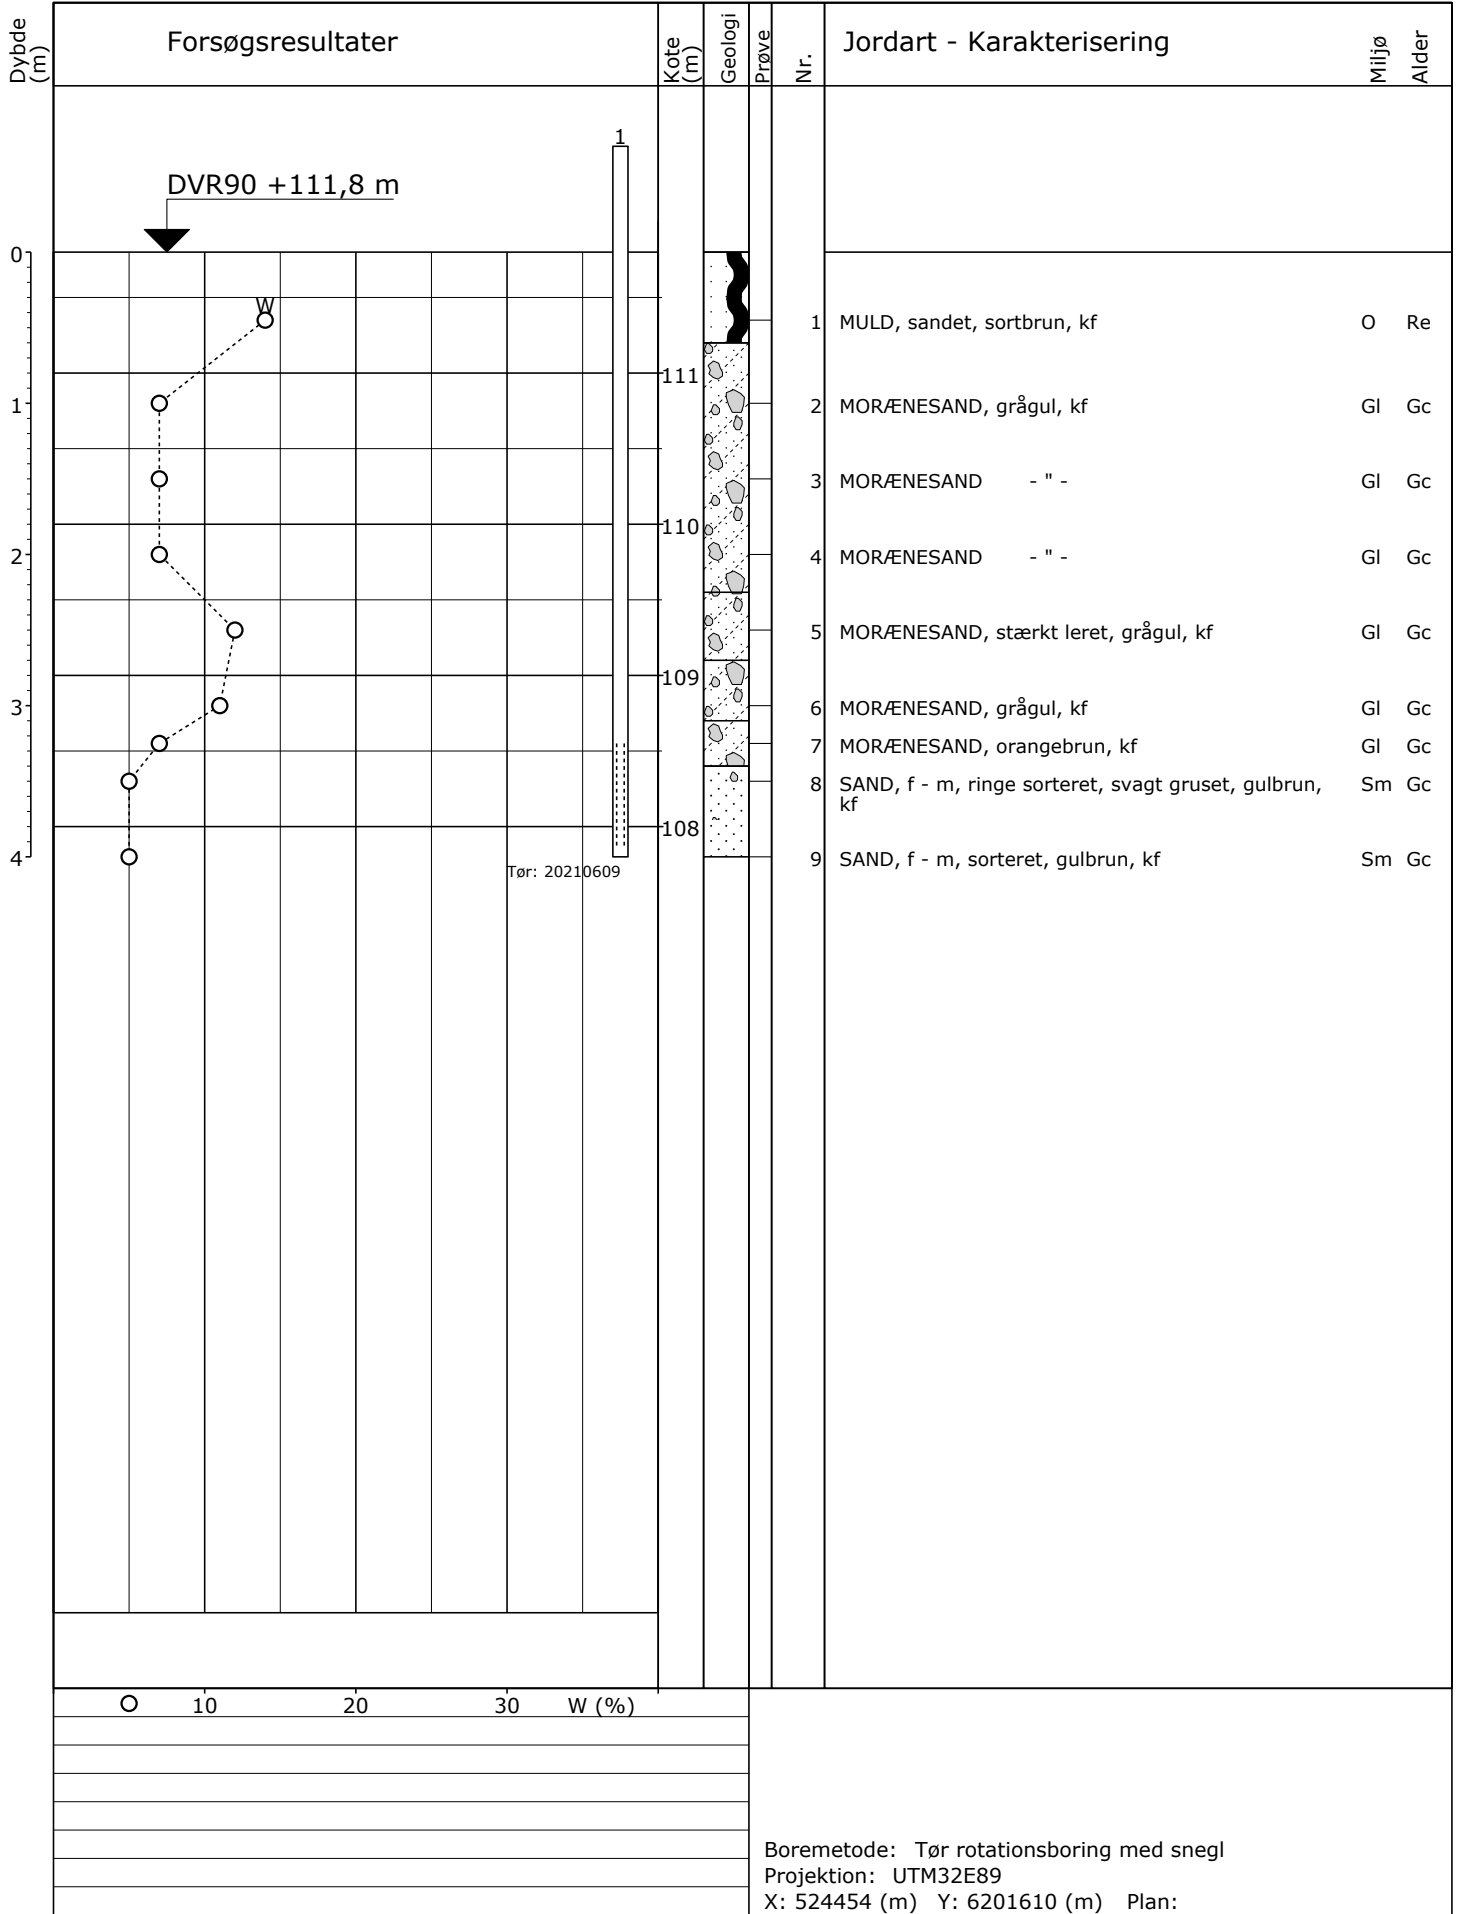 Dybde (m)
Forsøgsresultater
Kote (m)
Geologi
Prøve
Nr.
Jordart - Karakterisering
Miljø
Alder
1
DVR90 +111,8 m
0
W
1 MULD, sandet, sortbrun, kf O Re
111
1
2 MORÆNESAND, grågul, kf Gl Gc
3 MORÆNESAND - " - Gl Gc
110
2
4 MORÆNESAND - " - Gl Gc
5 MORÆNESAND, stærkt leret, grågul, kf Gl Gc
109
3
6 MORÆNESAND, grågul, kf Gl Gc
7 MORÆNESAND, orangebrun, kf Gl Gc
8 SAND, f - m, ringe sorteret, svagt gruset, gulbrun, Sm Gc
kf
108
4
9 SAND, f - m, sorteret, gulbrun, kf Sm Gc
Tør: 20210609
10 20 30 W (%)
Boremetode: Tør rotationsboring med snegl
Projektion: UTM32E89
X: 524454 (m) Y: 6201610 (m) Plan: